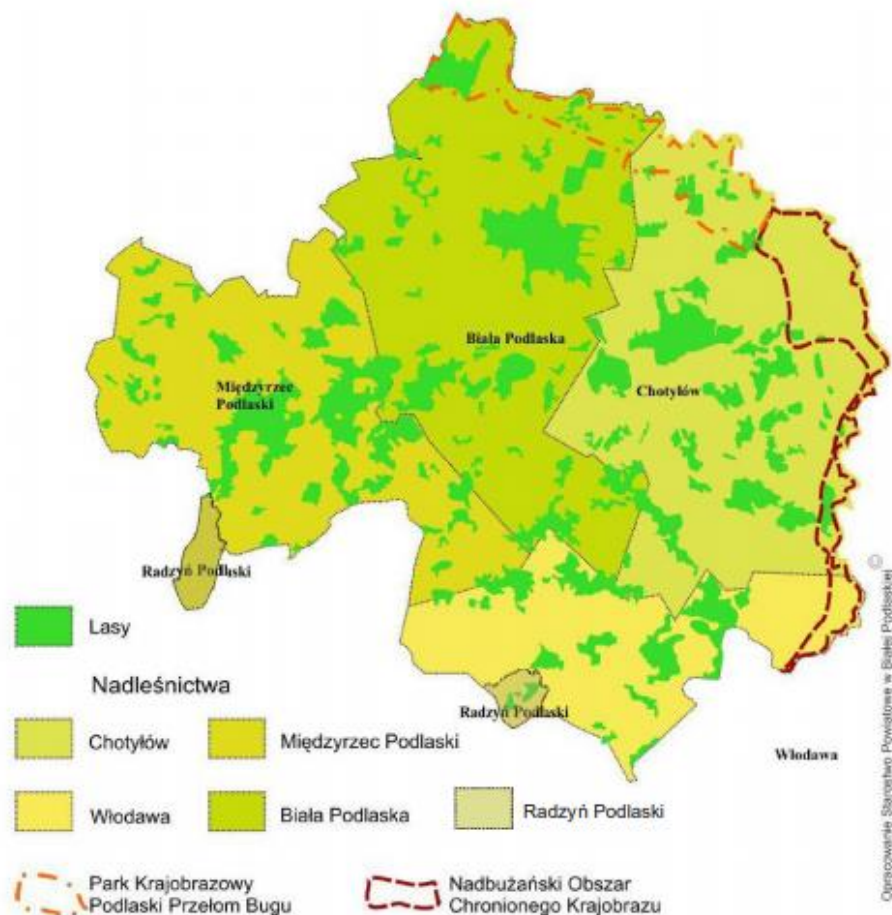 Biała Podlaska
Międzyrzec
Podlaski
Chotyłów
Radzyń Podlaski
Radzyń Podlaski
Włodawa
Lasy
Nadleśnictwa
Chotyłów
Międzyrzec Podlaski
Włodawa
Biała Podlaska
Radzyń Podlaski
Park Krajobrazowy
Podlaski Przełom Bugu
Nadbużański Obszar
Chronionego Krajobrazu
Opracowanie Starostwo Powiatowe w Białej Podlaskiej ©